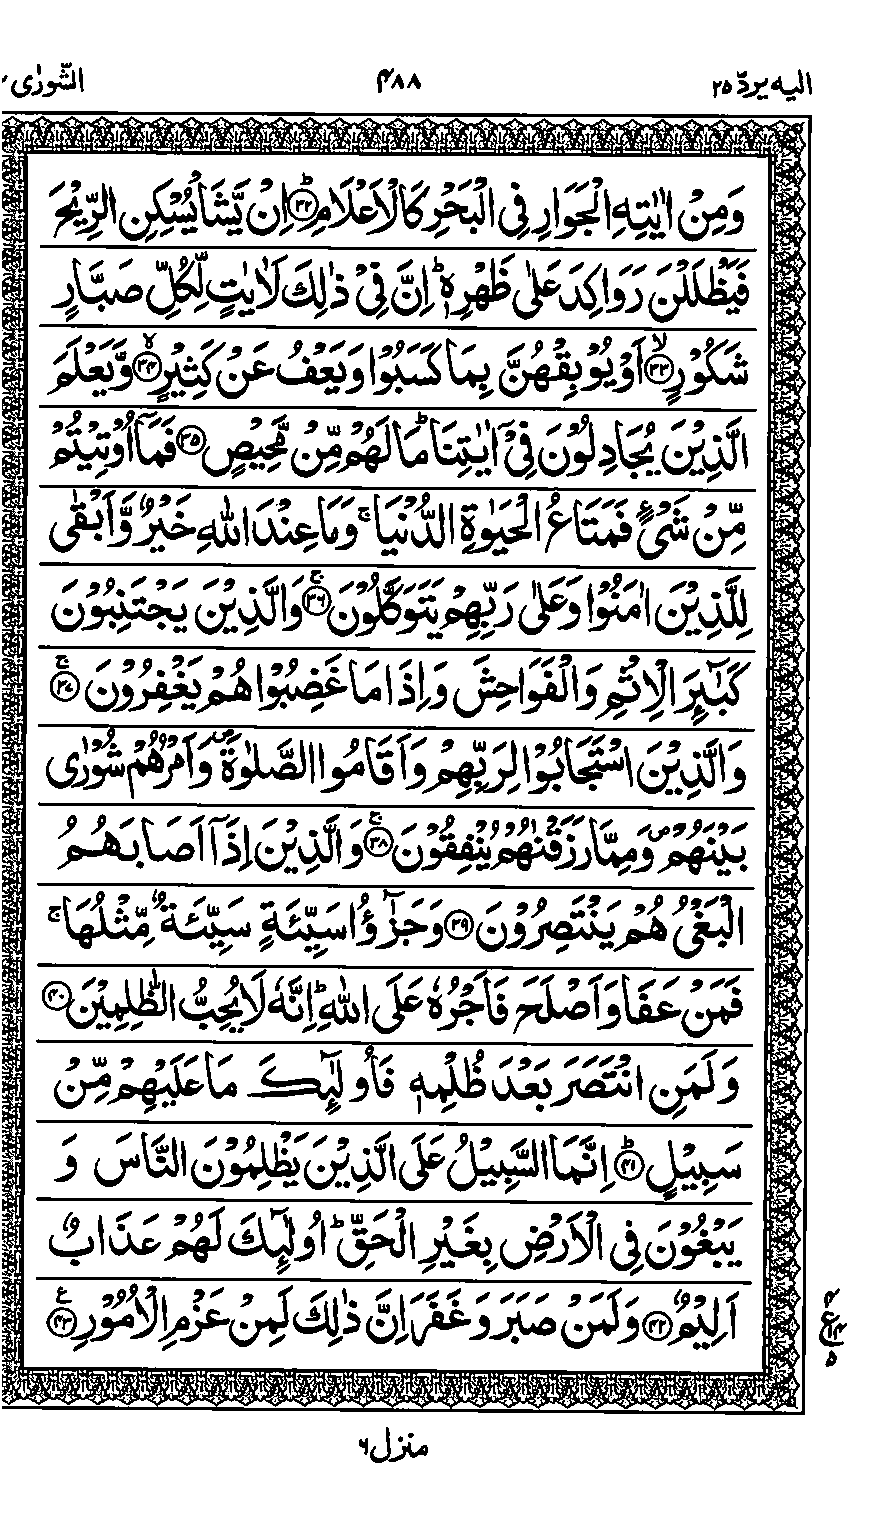 الیہ یردّ ۲۵ ۴۸۸ الشّورٰی
وَمِنْ اٰيٰتِهِ الْجَوَارِ فِي الْبَحْرِ كَالْاَعْلَامِ ؕ﴿۳۲﴾ اِنْ يَّشَاْ يُسْكِنِ الرِّيْحَ
فَيَظْلَلْنَ رَوَاكِدَ عَلٰى ظَهْرِهٖ ؕ اِنَّ فِيْ ذٰلِكَ لَاٰيٰتٍ لِّكُلِّ صَبَّارٍ
شَكُوْرٍ ۙ﴿۳۳﴾ اَوْ يُوْبِقْهُنَّ بِمَا كَسَبُوْا وَيَعْفُ عَنْ كَثِيْرٍ ۙ﴿۳۴﴾ وَّيَعْلَمَ
الَّذِيْنَ يُجَادِلُوْنَ فِيْٓ اٰيٰتِنَا ؕ مَا لَهُمْ مِّنْ مَّحِيْصٍ ﴿۳۵﴾ فَمَآ اُوْتِيْتُمْ
مِّنْ شَيْءٍ فَمَتَاعُ الْحَيٰوةِ الدُّنْيَا ۚ وَمَا عِنْدَ اللّٰهِ خَيْرٌ وَّاَبْقٰى
لِلَّذِيْنَ اٰمَنُوْا وَعَلٰى رَبِّهِمْ يَتَوَكَّلُوْنَ ۚ﴿۳۶﴾ وَالَّذِيْنَ يَجْتَنِبُوْنَ
كَبٰٓئِرَ الْاِثْمِ وَالْفَوَاحِشَ وَاِذَا مَا غَضِبُوْا هُمْ يَغْفِرُوْنَ ۚ﴿۳۷﴾
وَالَّذِيْنَ اسْتَجَابُوْا لِرَبِّهِمْ وَاَقَامُوا الصَّلٰوةَ ۪ وَاَمْرُهُمْ شُوْرٰى
بَيْنَهُمْ ۪ وَمِمَّا رَزَقْنٰهُمْ يُنْفِقُوْنَ ۚ﴿۳۸﴾ وَالَّذِيْنَ اِذَآ اَصَابَهُمُ
الْبَغْيُ هُمْ يَنْتَصِرُوْنَ ﴿۳۹﴾ وَجَزٰٓؤُا سَيِّئَةٍ سَيِّئَةٌ مِّثْلُهَا ۚ
فَمَنْ عَفَا وَاَصْلَحَ فَاَجْرُهٗ عَلَى اللّٰهِ ؕ اِنَّهٗ لَا يُحِبُّ الظّٰلِمِيْنَ ﴿۴۰﴾
وَلَمَنِ انْتَصَرَ بَعْدَ ظُلْمِهٖ فَاُولٰٓئِكَ مَا عَلَيْهِمْ مِّنْ
سَبِيْلٍ ؕ﴿۴۱﴾ اِنَّمَا السَّبِيْلُ عَلَى الَّذِيْنَ يَظْلِمُوْنَ النَّاسَ وَ
يَبْغُوْنَ فِي الْاَرْضِ بِغَيْرِ الْحَقِّ ؕ اُولٰٓئِكَ لَهُمْ عَذَابٌ
اَلِيْمٌ ﴿۴۲﴾ وَلَمَنْ صَبَرَ وَغَفَرَ اِنَّ ذٰلِكَ لَمِنْ عَزْمِ الْاُمُوْرِ ۧ﴿۴۳﴾
۴
ع ۱۴
۵
منزل ۶